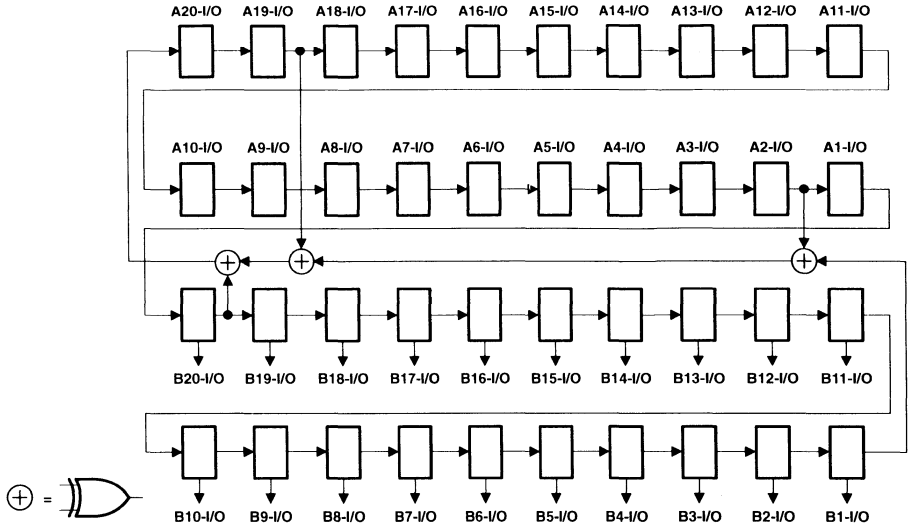 A20-I/O A19-I/O A18-I/O A17-I/O A16-I/O A15-I/O A14-I/O A13-I/O A12-I/O A11-I/O
A10-I/O A9-I/O A8-I/O A7-I/O A6-I/O A5-I/O A4-I/O A3-I/O A2-I/O A1-I/O
B20-I/O B19-I/O B18-I/O B17-I/O B16-I/O B15-I/O B14-I/O B13-I/O B12-I/O B11-I/O
B10-I/O B9-I/O B8-I/O B7-I/O B6-I/O B5-I/O B4-I/O B3-I/O B2-I/O B1-I/O
=